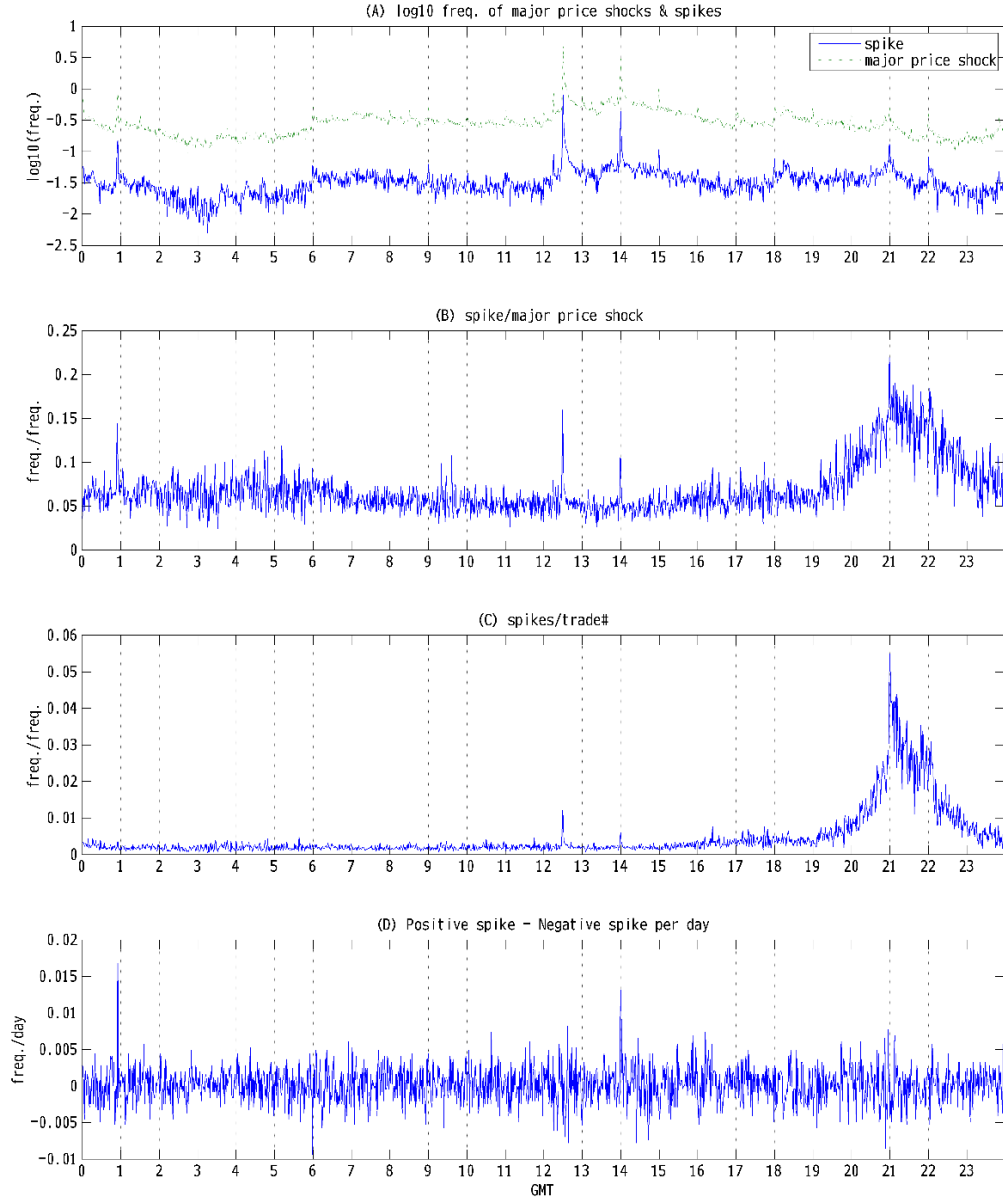 (A) log10 freq. of major price shocks & spikes
log10(freq.)
1
0.5
0
-0.5
-1
-1.5
-2
-2.5
spike
major price shock
0 1 2 3 4 5 6 7 8 9 10 11 12 13 14 15 16 17 18 19 20 21 22 23
(B) spike/major price shock
freq./freq.
0.25
0.2
0.15
0.1
0.05
0
0 1 2 3 4 5 6 7 8 9 10 11 12 13 14 15 16 17 18 19 20 21 22 23
(C) spikes/trade#
freq./freq.
0.06
0.05
0.04
0.03
0.02
0.01
0
0 1 2 3 4 5 6 7 8 9 10 11 12 13 14 15 16 17 18 19 20 21 22 23
(D) Positive spike - Negative spike per day
freq./day
0.02
0.015
0.01
0.005
0
-0.005
-0.01
0 1 2 3 4 5 6 7 8 9 10 11 12 13 14 15 16 17 18 19 20 21 22 23
GMT